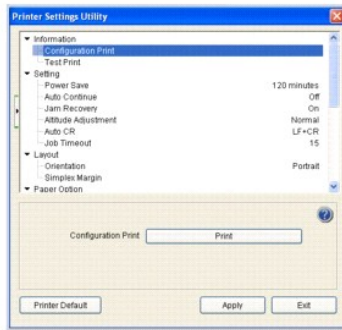 Printer Settings Utility
Information
Configuration Print
Test Print
Setting
Power Save 120 minutes
Auto Continue Off
Jam Recovery On
Altitude Adjustment Normal
Auto CR LF+CR
Job Timeout 15
Layout
Orientation Portrait
Simplex Margin
Paper Option
Configuration Print Print
Printer Default Apply Exit